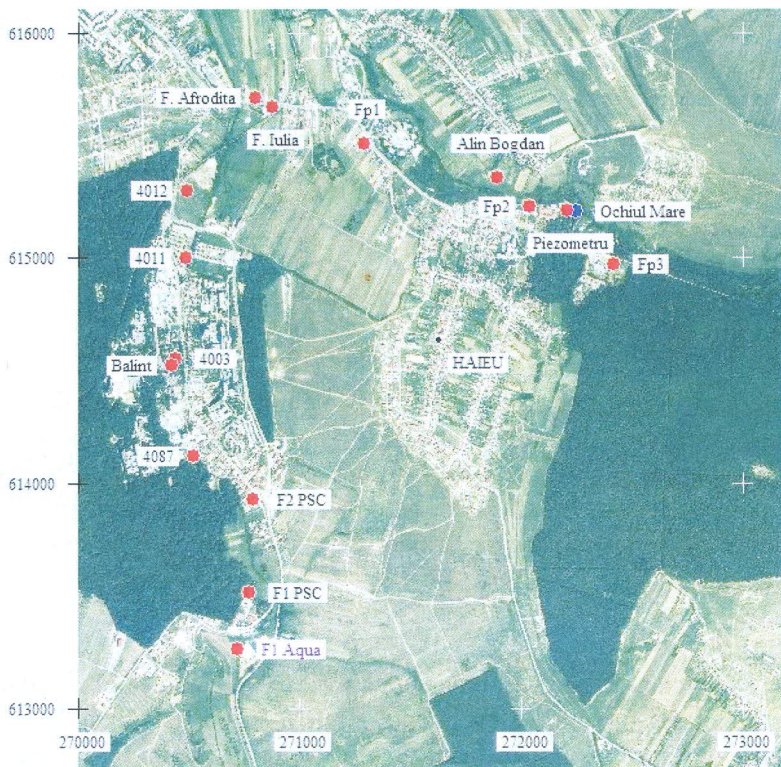 616000
F. Afrodita
F. Iulia
Fp1
Alin Bogdan
4012
Fp2
Ochiul Mare
Piezometru
615000
4011
Fp3
Balint
4003
HAIEU
4087
614000
F2 PSC
F1 PSC
F1 Aqua
613000
270000
271000
272000
273000